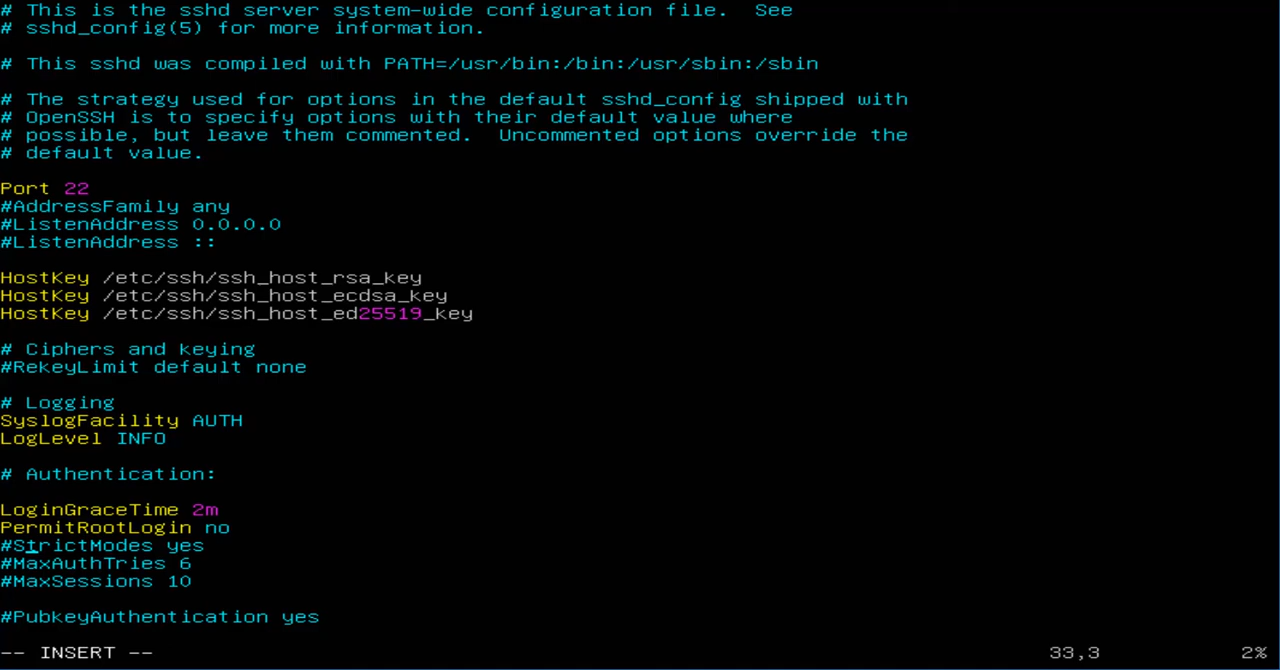 # This is the sshd server system-wide configuration file.  See
# sshd_config(5) for more information.
# This sshd was compiled with PATH=/usr/bin:/bin:/usr/sbin:/sbin
# The strategy used for options in the default sshd_config shipped with
# OpenSSH is to specify options with their default value where
# possible, but leave them commented.  Uncommented options override the
# default value.
Port 22
#AddressFamily any
#ListenAddress 0.0.0.0
#ListenAddress ::
HostKey /etc/ssh/ssh_host_rsa_key
HostKey /etc/ssh/ssh_host_ecdsa_key
HostKey /etc/ssh/ssh_host_ed25519_key
# Ciphers and keying
#RekeyLimit default none
# Logging
SyslogFacility AUTH
LogLevel INFO
# Authentication:
LoginGraceTime 2m
PermitRootLogin no
#StrictModes yes
#MaxAuthTries 6
#MaxSessions 10
#PubkeyAuthentication yes
-- INSERT -- 33,3 2%